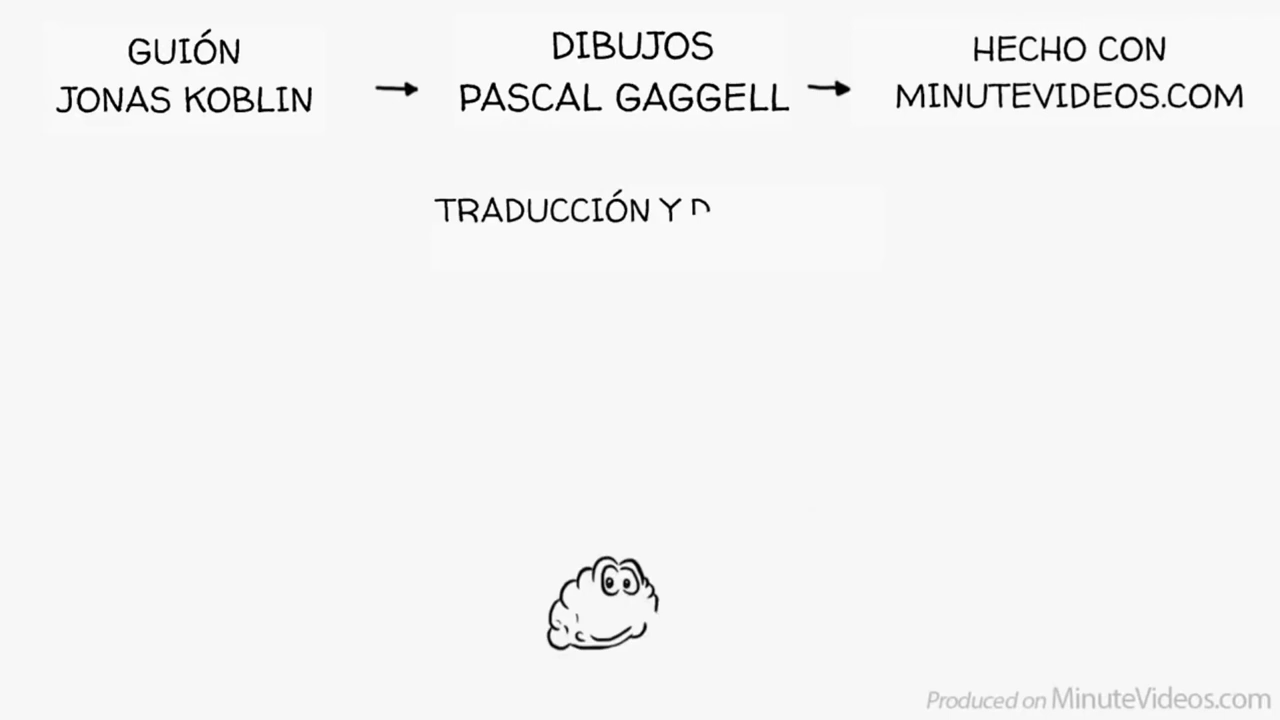 GUIÓN
JONAS KOBLIN
DIBUJOS
PASCAL GAGGELL
HECHO CON
MINUTEVIDEOS.COM
TRADUCCIÓN Y
Produced on MinuteVideos.com